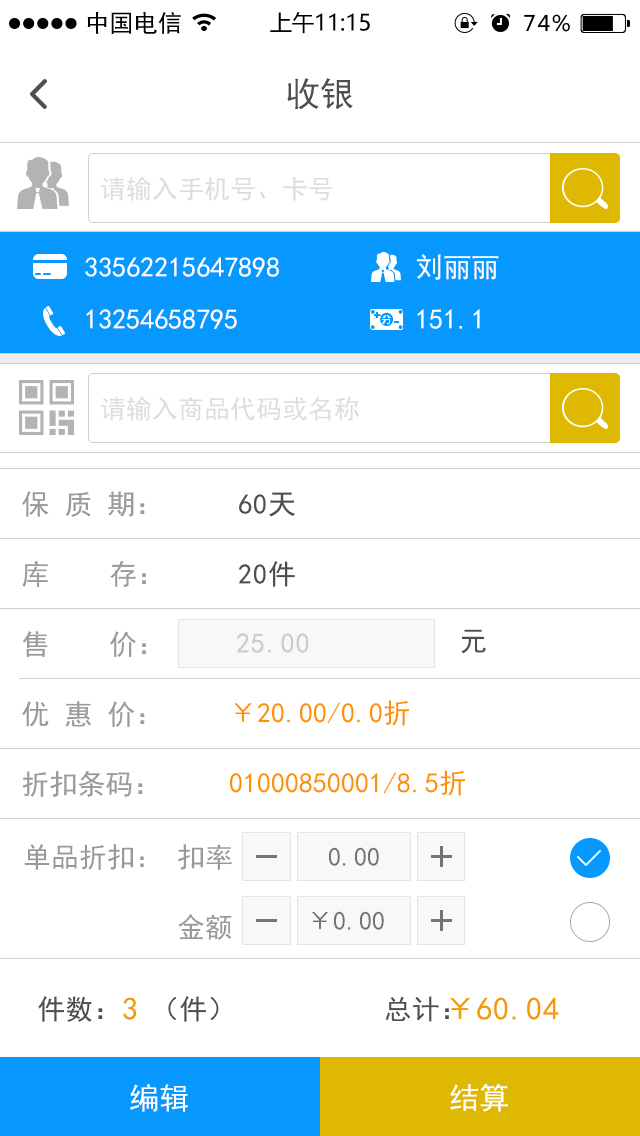 中国电信 上午11:15 74%
收银
请输入手机号、卡号
33562215647898 刘丽丽
13254658795 151.1
请输入商品代码或名称
保 质 期： 60天
库 存： 20件
售 价： 25.00 元
优 惠 价： ￥20.00/0.0折
折扣条码： 01000850001/8.5折
单品折扣： 扣率 － 0.00 ＋
金额 － ￥0.00 ＋
件数：3 （件） 总计:￥60.04
编辑 结算